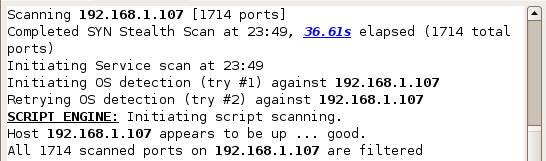 Scanning 192.168.1.107 [1714 ports]
Completed SYN Stealth Scan at 23:49, 36.61s elapsed (1714 total
ports)
Initiating Service scan at 23:49
Initiating OS detection (try #1) against 192.168.1.107
Retrying OS detection (try #2) against 192.168.1.107
SCRIPT ENGINE: Initiating script scanning.
Host 192.168.1.107 appears to be up ... good.
All 1714 scanned ports on 192.168.1.107 are filtered